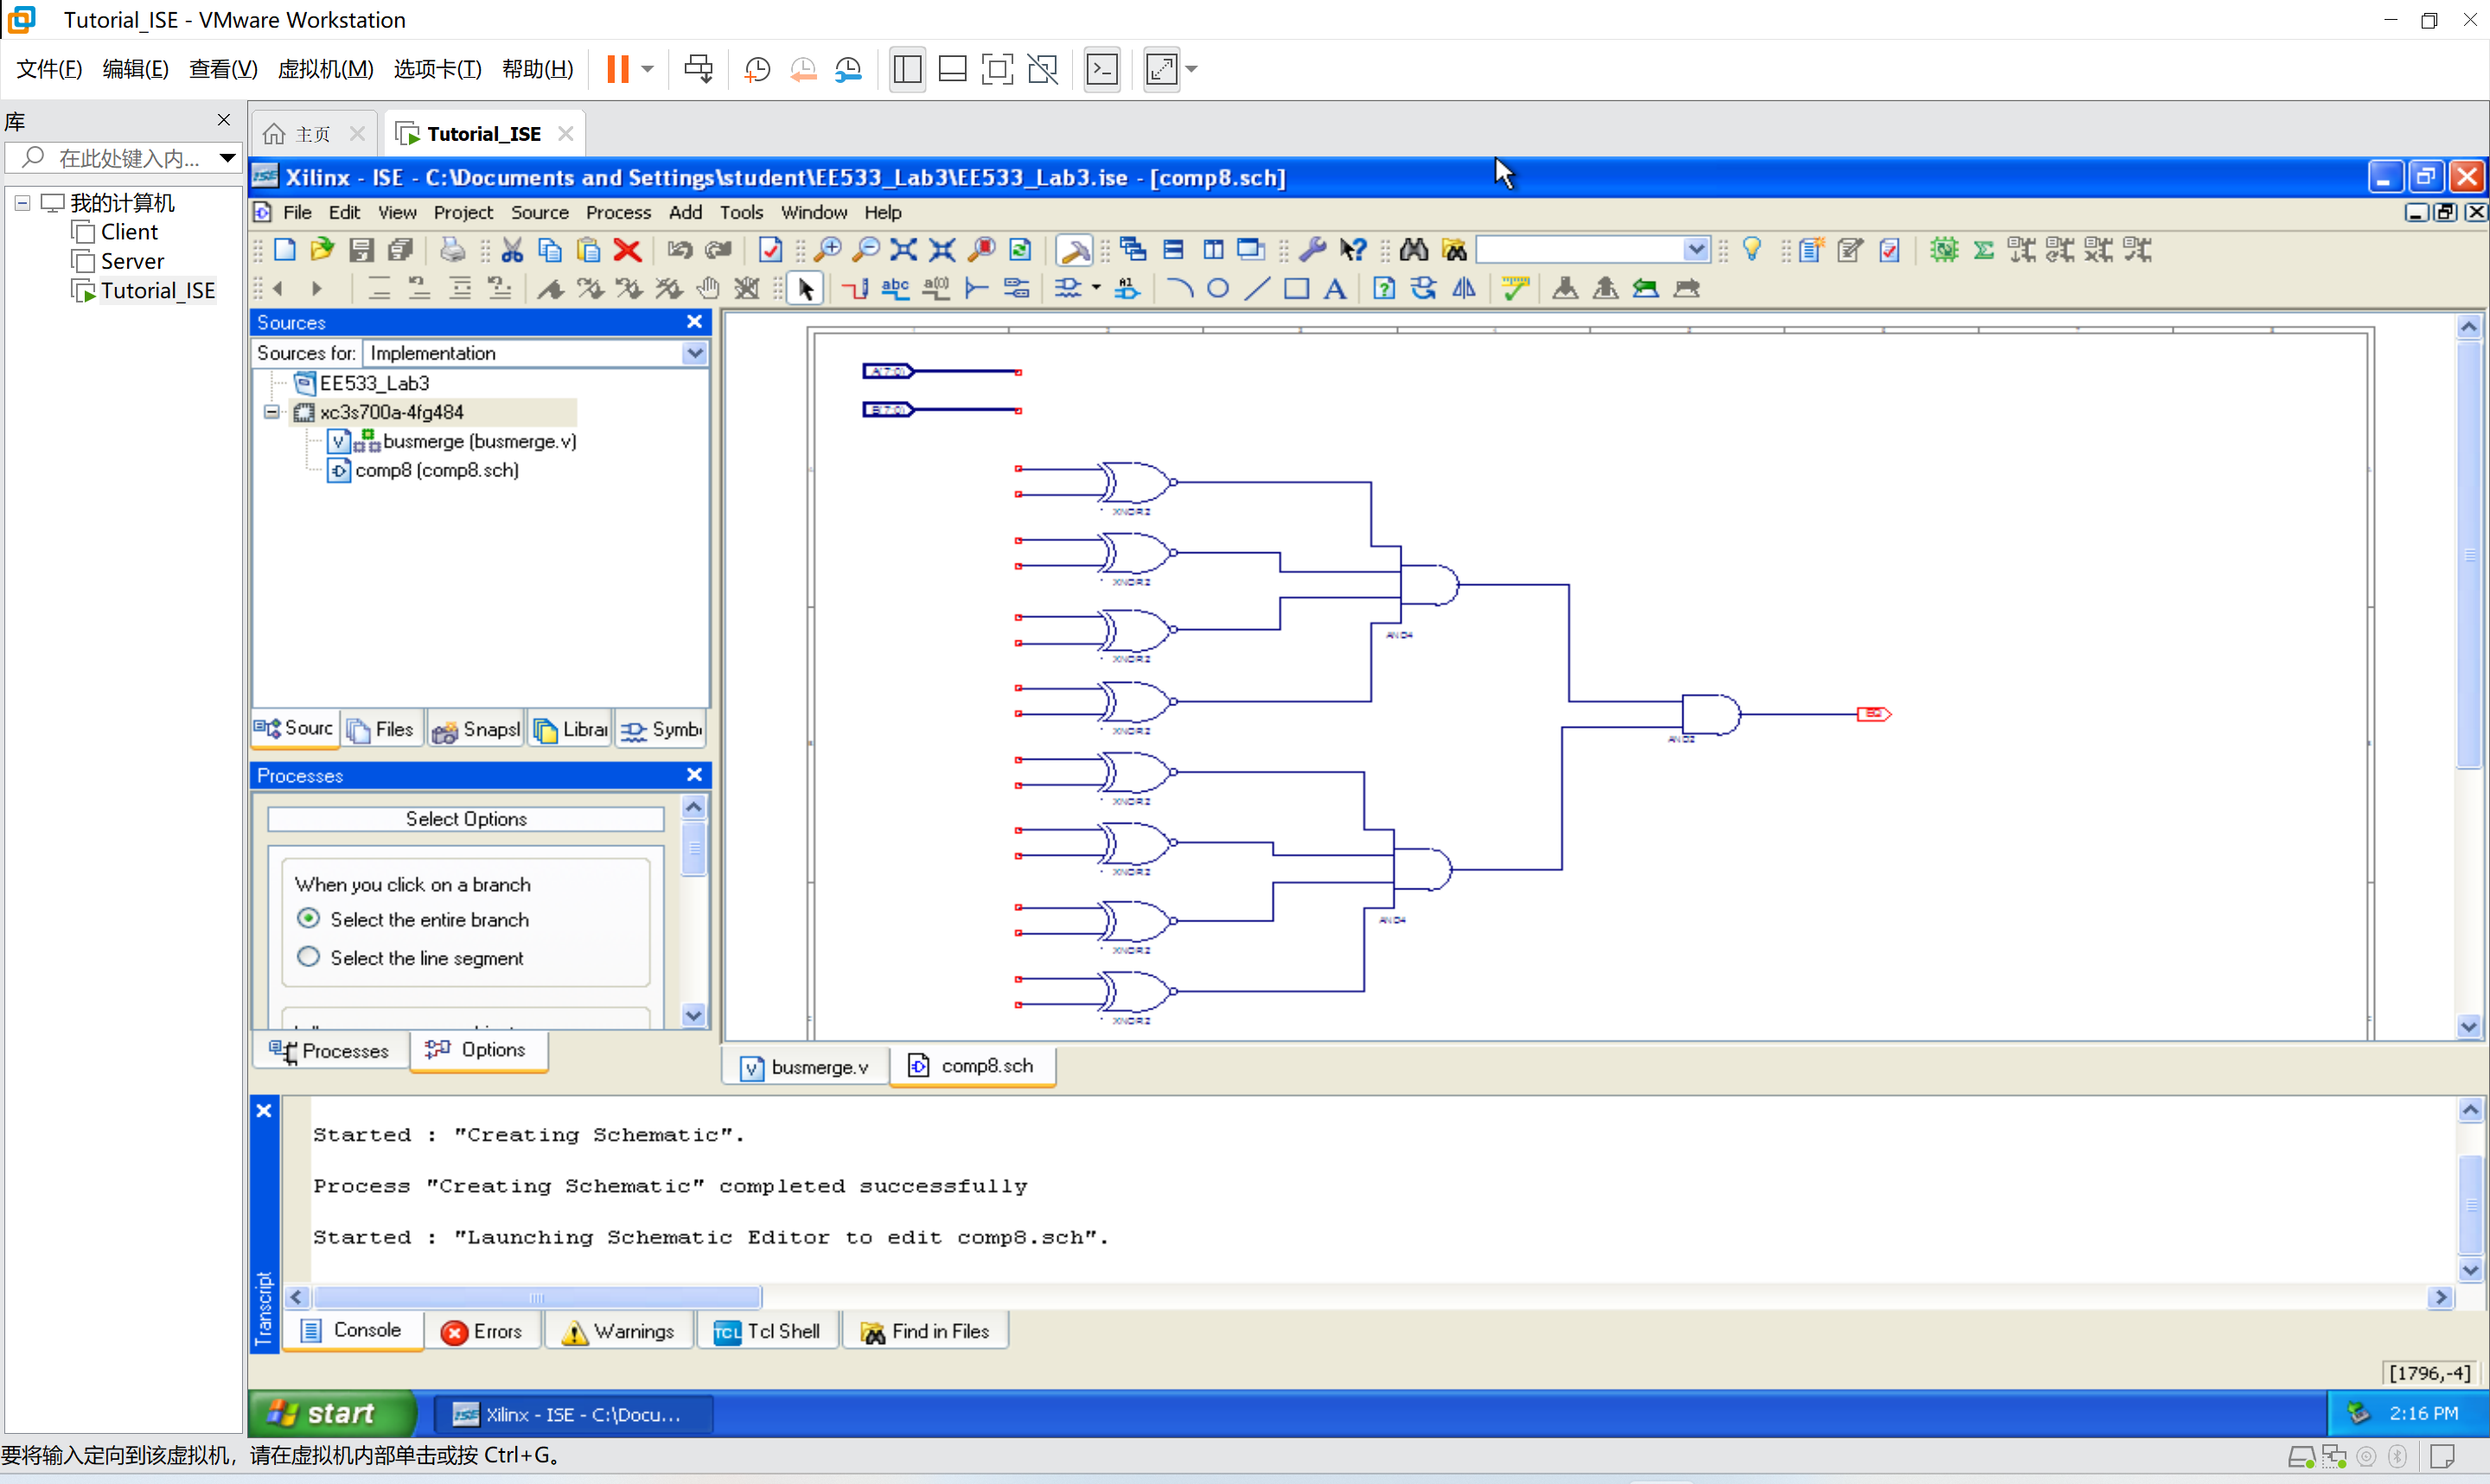 Tutorial_ISE - VMware Workstation
文件(F) 编辑(E) 查看(V) 虚拟机(M) 选项卡(T) 帮助(H)
库
在此处键入内...
我的计算机
Client
Server
Tutorial_ISE
主页
Tutorial_ISE
Xilinx - ISE - C:\Documents and Settings\student\EE533_Lab3\EE533_Lab3.ise - [comp8.sch]
File Edit View Project Source Process Add Tools Window Help
Sources
Sources for: Implementation
EE533_Lab3
xc3s700a-4fg484
busmerge (busmerge.v)
comp8 (comp8.sch)
Sourc Files Snapsl Librar Symb
Processes
Select Options
When you click on a branch
Select the entire branch
Select the line segment
Processes Options
A(7:0)
B(7:0)
XNOR2
XNOR2
XNOR2
AND4
XNOR2
AND2
EQ
XNOR2
XNOR2
AND4
XNOR2
XNOR2
busmerge.v comp8.sch
Transcript
Started : "Creating Schematic".
Process "Creating Schematic" completed successfully
Started : "Launching Schematic Editor to edit comp8.sch".
Console Errors Warnings Tcl Shell Find in Files
[1796,-4]
start Xilinx - ISE - C:\Docu... 2:16 PM
要将输入定向到该虚拟机，请在虚拟机内部单击或按 Ctrl+G。